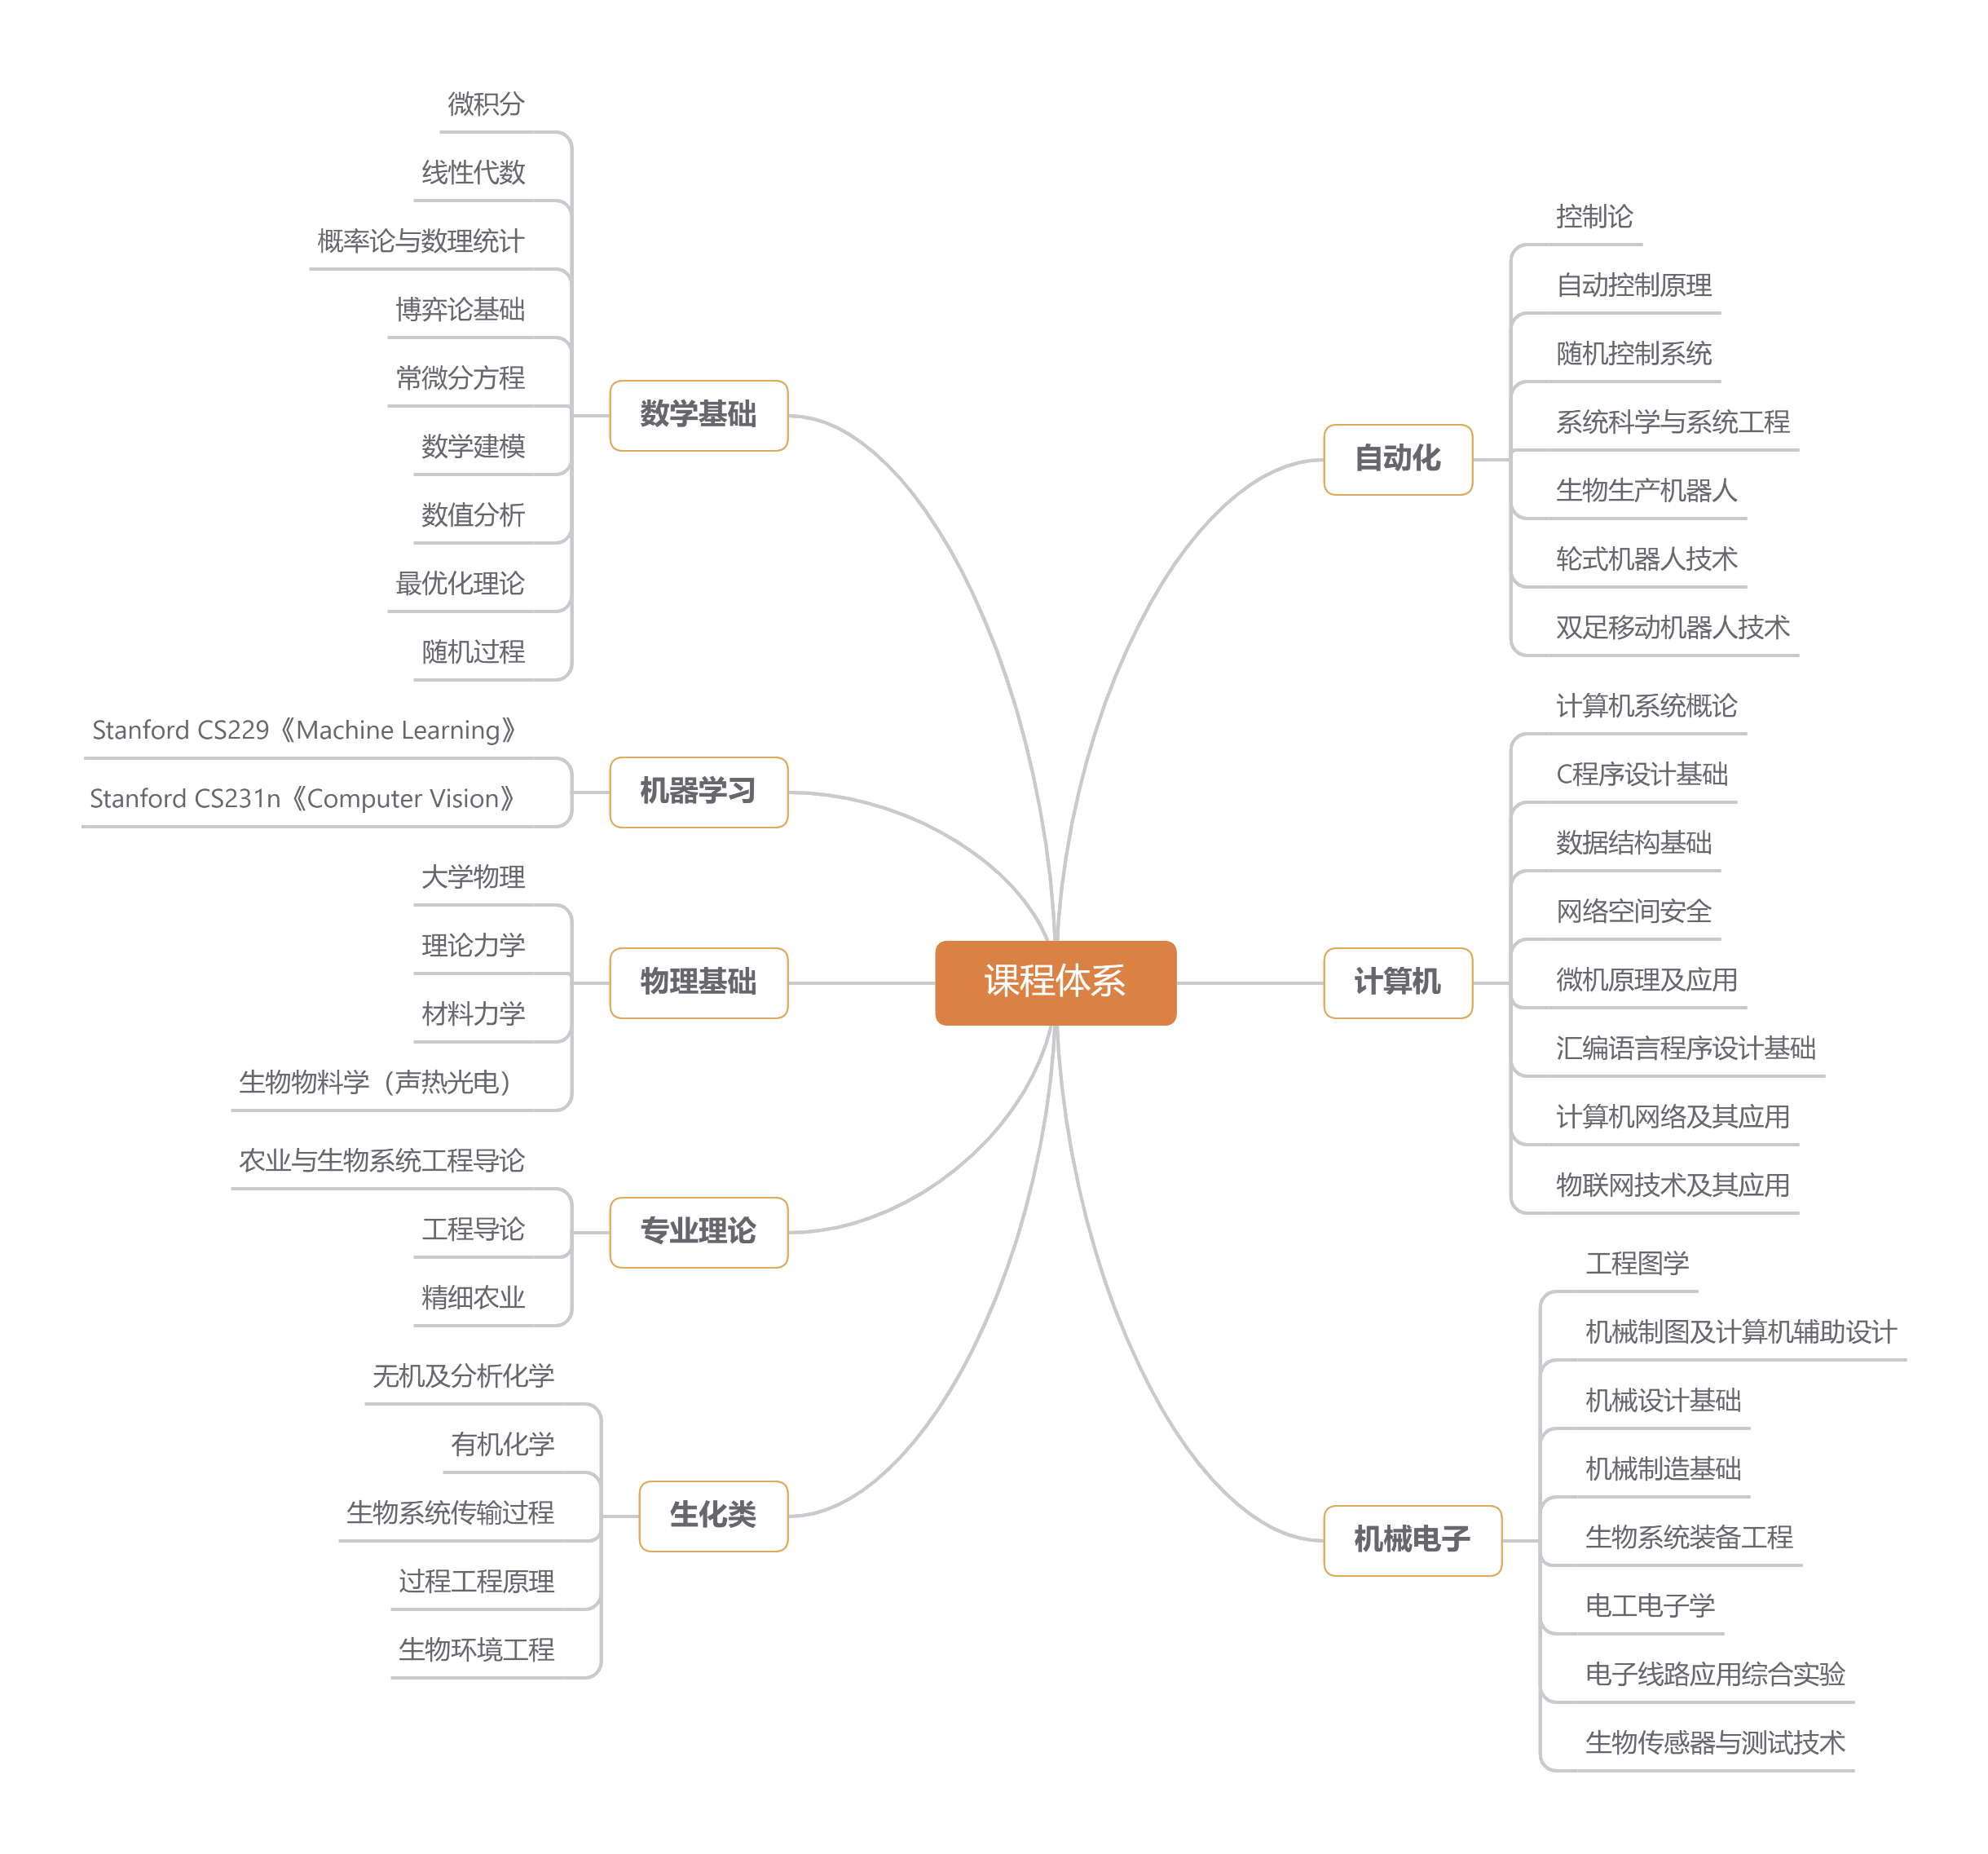 课程体系
数学基础
微积分
线性代数
概率论与数理统计
博弈论基础
常微分方程
数学建模
数值分析
最优化理论
随机过程
机器学习
Stanford CS229《Machine Learning》
Stanford CS231n《Computer Vision》
物理基础
大学物理
理论力学
材料力学
生物物料学（声热光电）
专业理论
农业与生物系统工程导论
工程导论
精细农业
生化类
无机及分析化学
有机化学
生物系统传输过程
过程工程原理
生物环境工程
自动化
控制论
自动控制原理
随机控制系统
系统科学与系统工程
生物生产机器人
轮式机器人技术
双足移动机器人技术
计算机
计算机系统概论
C程序设计基础
数据结构基础
网络空间安全
微机原理及应用
汇编语言程序设计基础
计算机网络及其应用
物联网技术及其应用
机械电子
工程图学
机械制图及计算机辅助设计
机械设计基础
机械制造基础
生物系统装备工程
电工电子学
电子线路应用综合实验
生物传感器与测试技术